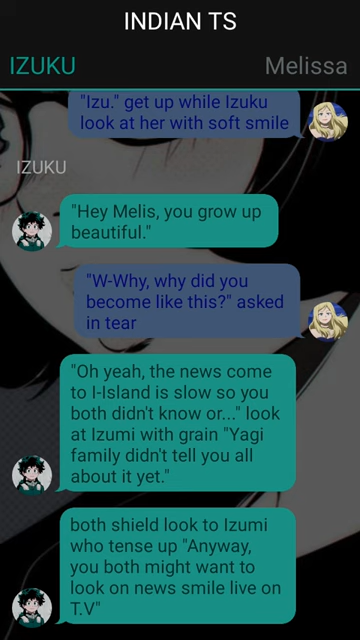 INDIAN TS
IZUKU Melissa
"Izu." get up while Izuku
look at her with soft smile
IZUKU
"Hey Melis, you grow up
beautiful."
"W-Why, why did you
become like this?" asked
in tear
"Oh yeah, the news come
to I-Island is slow so you
both didn't know or..." look
at Izumi with grain "Yagi
family didn't tell you all
about it yet."
both shield look to Izumi
who tense up "Anyway,
you both might want to
look on news smile live on
T.V"